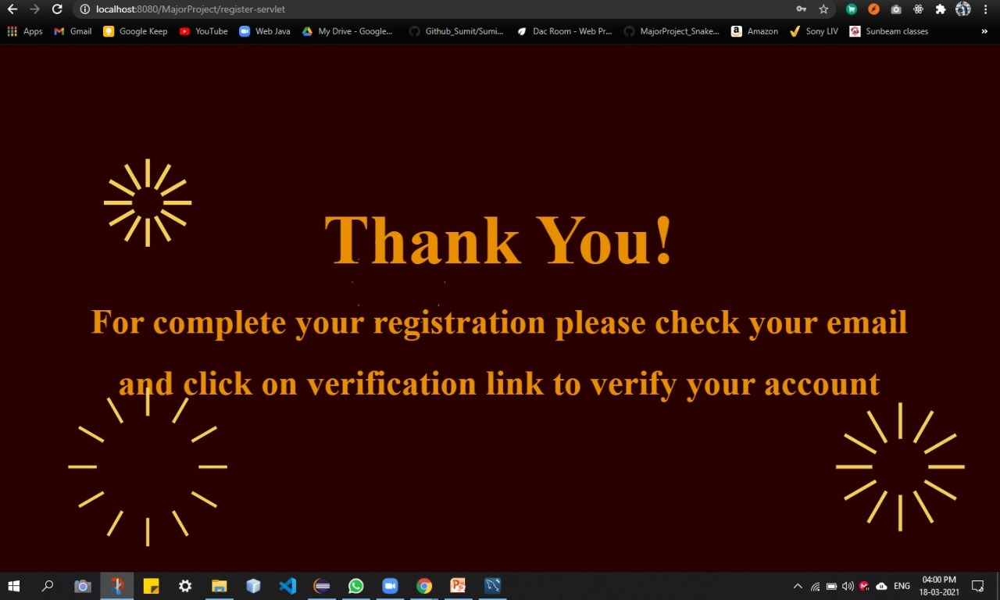 localhost:8080/MajorProject/register-servlet
Apps Gmail Google Keep YouTube Web Java My Drive - Google... Github_Sumit/Sumi... Dac Room - Web Pr... MajorProject_Snake... Amazon Sony LIV Sunbeam classes »
Thank You!
For complete your registration please check your email
and click on verification link to verify your account
04:00 PM
ENG
18-03-2021